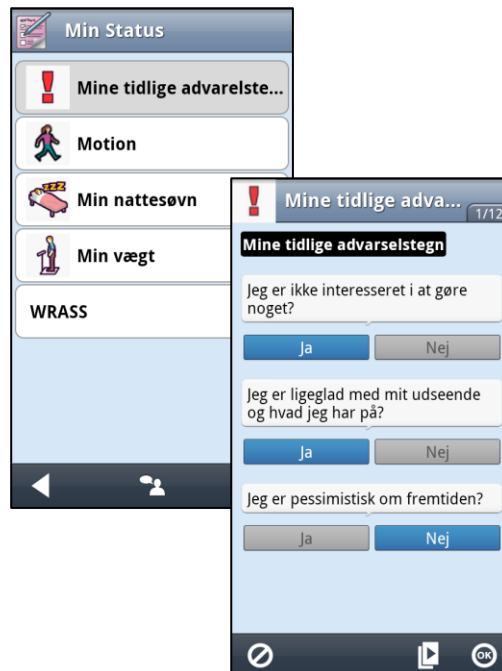 Min Status
Mine tidlige advarelste...
Motion
Min nattesøvn
Min vægt
WRASS
Mine tidlige adva...
1/12
Mine tidlige advarselstegn
Jeg er ikke interesseret i at gøre
noget?
Ja Nej
Jeg er ligeglad med mit udseende
og hvad jeg har på?
Ja Nej
Jeg er pessimistisk om fremtiden?
Ja Nej
OK